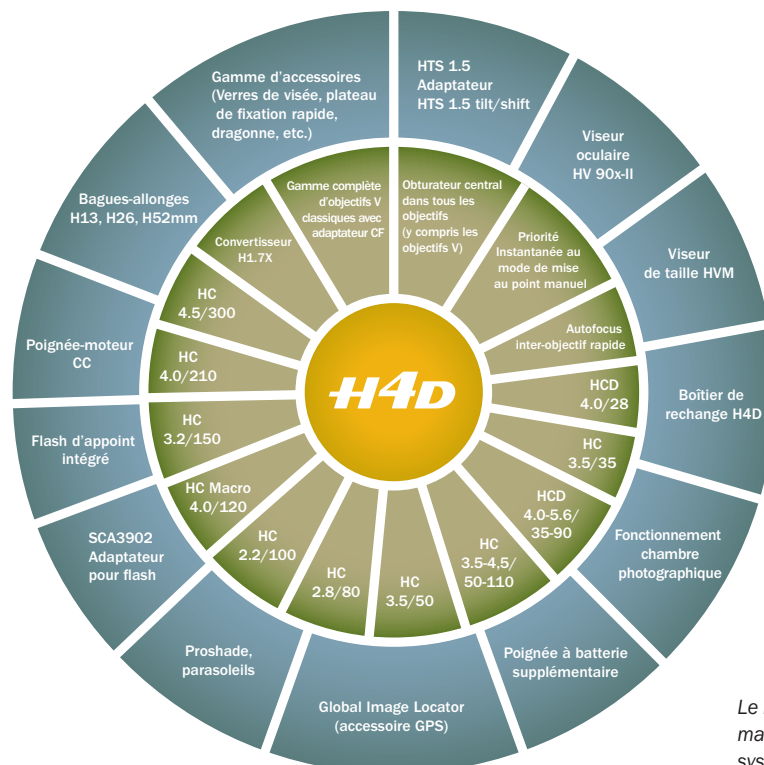 HTS 1.5
Adaptateur
HTS 1.5 tilt/shift
Viseur
oculaire
HV 90x-II
Viseur
de taille HVM
Boîtier de
rechange H4D
Fonctionnement
chambre
photographique
Poignée à batterie
supplémentaire
Global Image Locator
(accessoire GPS)
Proshade,
parasoleils
SCA3902
Adaptateur
pour flash
Flash d’appoint
intégré
Poignée-moteur
CC
Bagues-allonges
H13, H26, H52mm
Gamme d’accessoires
(Verres de visée, plateau
de fixation rapide,
dragonne, etc.)
Obturateur central
dans tous les
objectifs
(y compris les
objectifs V)
Priorité
Instantanée au
mode de mise
au point manuel
Autofocus
inter-objectif rapide
HCD
4.0/28
HC
3.5/35
HCD
4.0-5.6/
35-90
HC
3.5-4,5/
50-110
HC
3.5/50
HC
2.8/80
HC
2.2/100
HC Macro
4.0/120
HC
3.2/150
HC
4.0/210
HC
4.5/300
Convertisseur
H1.7X
Gamme complète
d’objectifs V
classiques avec
adaptateur CF
H4D
Le
ma
sys